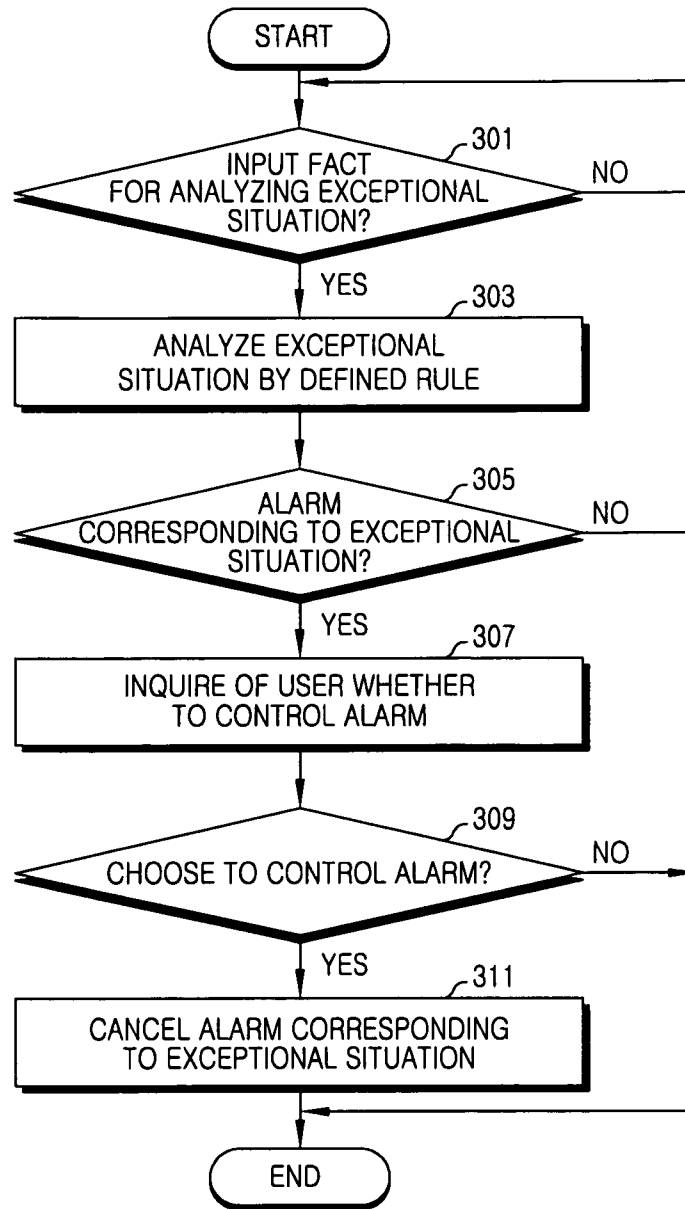 START
301
INPUT FACT
FOR ANALYZING EXCEPTIONAL
SITUATION?
NO
YES
303
ANALYZE EXCEPTIONAL
SITUATION BY DEFINED RULE
305
ALARM
CORRESPONDING TO EXCEPTIONAL
SITUATION?
NO
YES
307
INQUIRE OF USER WHETHER
TO CONTROL ALARM
309
CHOOSE TO CONTROL ALARM?
NO
YES
311
CANCEL ALARM CORRESPONDING
TO EXCEPTIONAL SITUATION
END